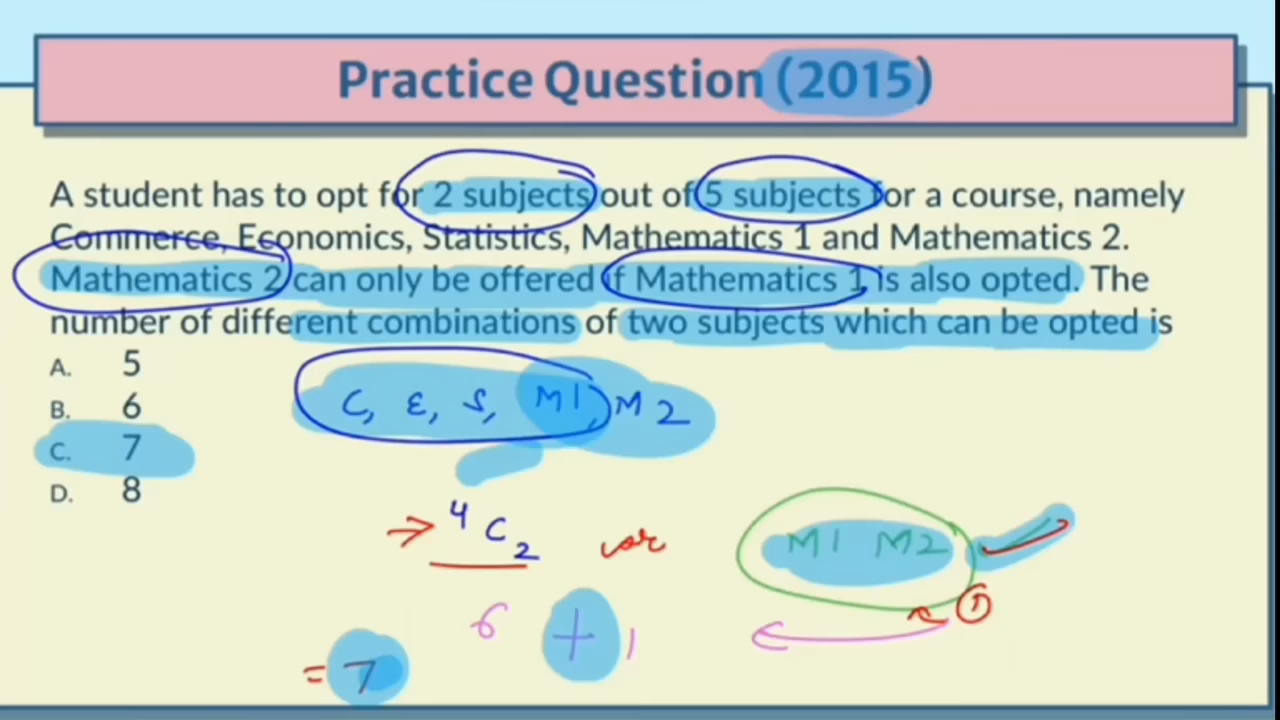 Practice Question (2015)
A student has to opt for 2 subjects out of 5 subjects for a course, namely
Commerce, Economics, Statistics, Mathematics 1 and Mathematics 2.
Mathematics 2 can only be offered if Mathematics 1 is also opted. The
number of different combinations of two subjects which can be opted is
A. 5
B. 6
C. 7
D. 8
C, E, S, M1, M2
→ ⁴C₂ or M1 M2
①
6 + 1
= 7